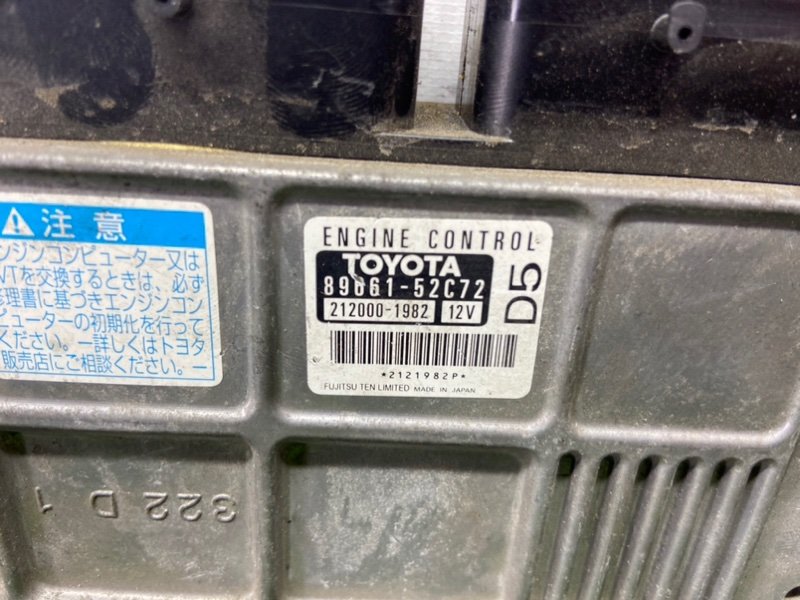 注意
ンジンコンピューター又は
VTを交換するときは、必ず
修理書に基づきエンジンコン
ピューターの初期化を行って
ください。ー詳しくはトヨタ
販売店にご相談ください。ー
ENGINE CONTROL
TOYOTA
89661-52C72
212000-1982 12V
D5
*2121982P*
FUJITSU TEN LIMITED MADE IN JAPAN
322 D 1